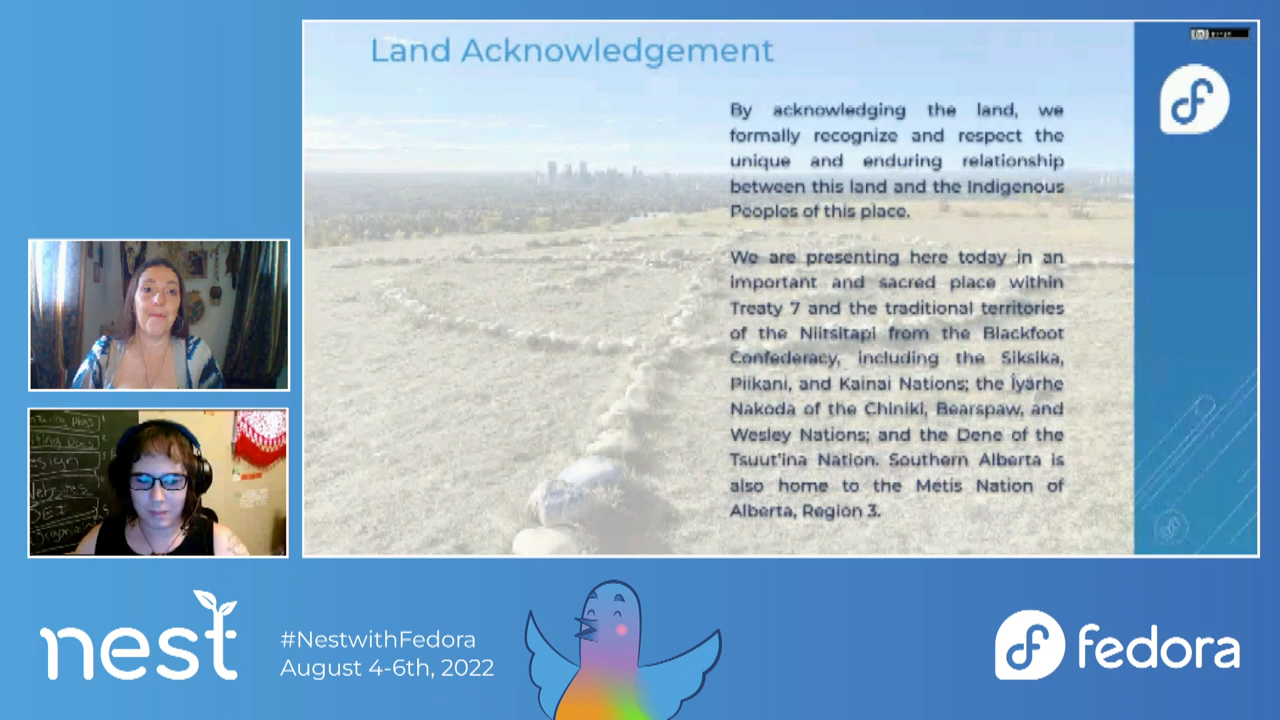 Land Acknowledgement
By acknowledging the land, we
formally recognize and respect the
unique and enduring relationship
between this land and the Indigenous
Peoples of this place.
We are presenting here today in an
important and sacred place within
Treaty 7 and the traditional territories
of the Niitsitapi from the Blackfoot
Confederacy, including the Siksika,
Piikani, and Kainai Nations; the Îyârhe
Nakoda of the Chiniki, Bearspaw, and
Wesley Nations; and the Dene of the
Tsuut'ina Nation. Southern Alberta is
also home to the Métis Nation of
Alberta, Region 3.
nest
#NestwithFedora
August 4-6th, 2022
fedora